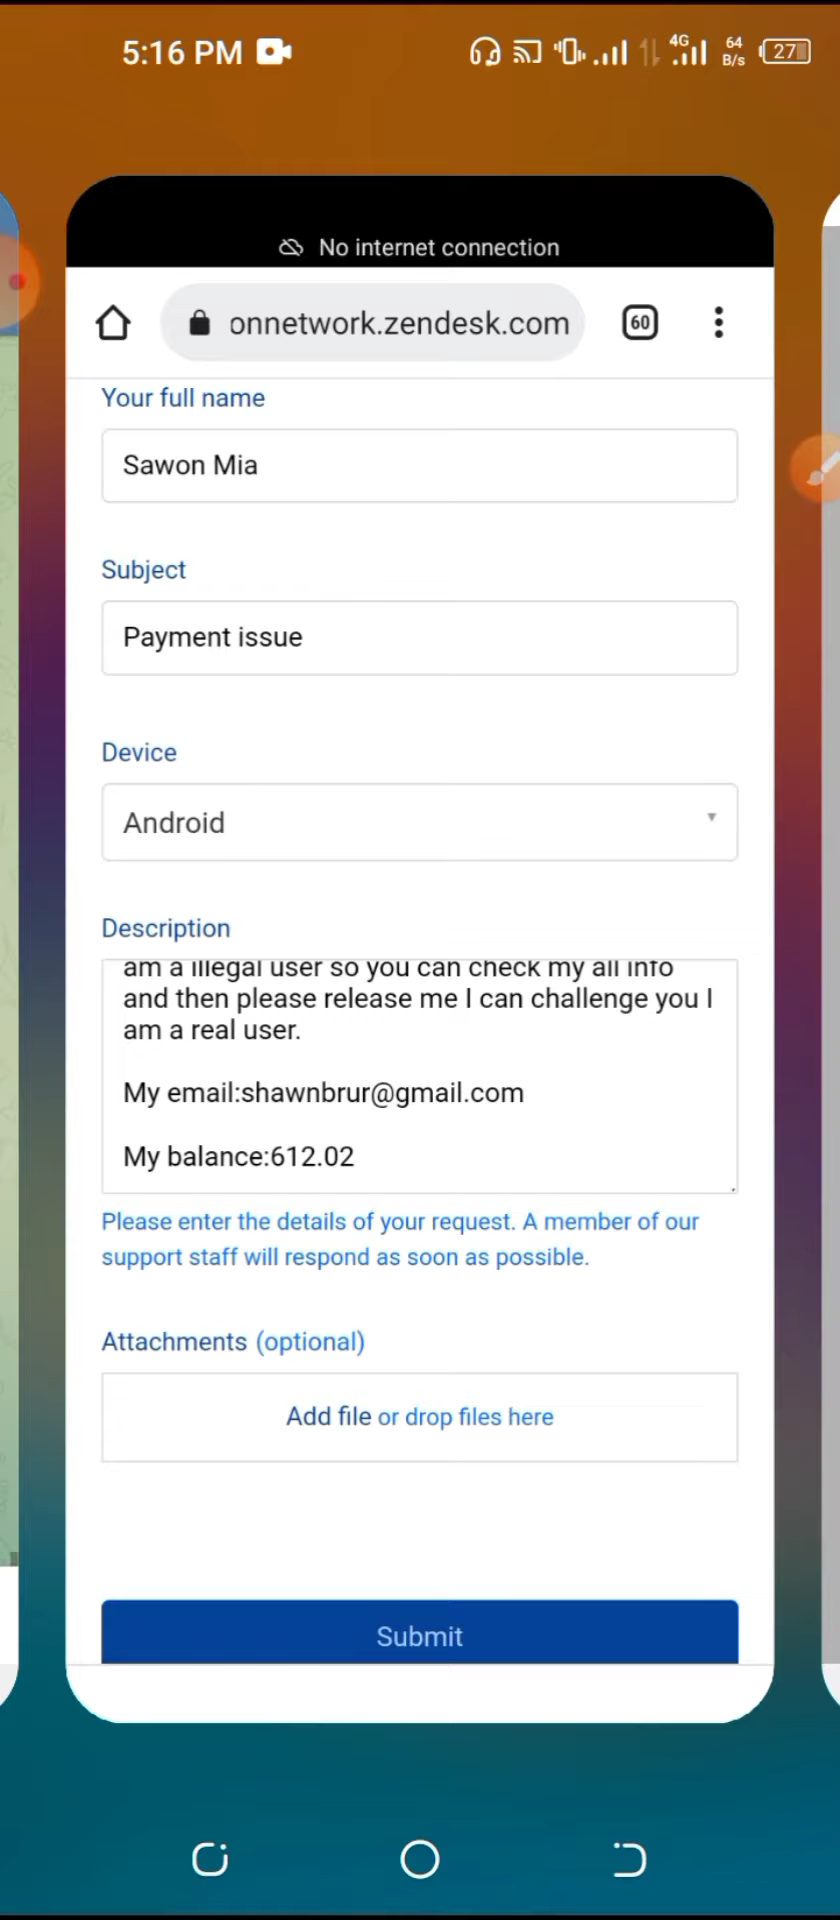 5:16 PM
4G
64
B/s
27
No internet connection
onnetwork.zendesk.com
60
Your full name
Sawon Mia
Subject
Payment issue
Device
Android
Description
am a illegal user so you can check my all info
and then please release me I can challenge you I
am a real user.
My email:shawnbrur@gmail.com
My balance:612.02
Please enter the details of your request. A member of our
support staff will respond as soon as possible.
Attachments (optional)
Add file or drop files here
Submit